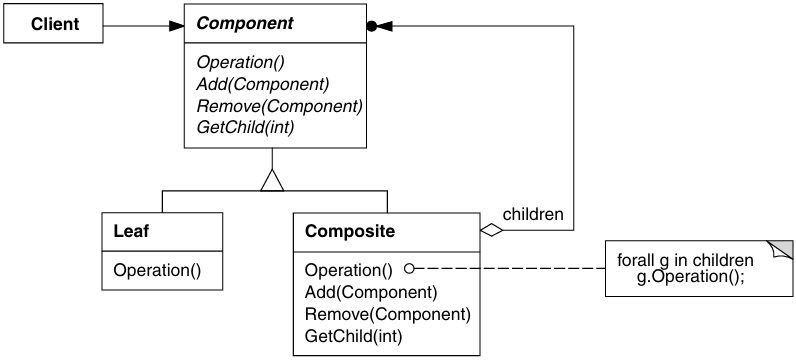 Client
Component
Operation()
Add(Component)
Remove(Component)
GetChild(int)
children
Leaf
Operation()
Composite
Operation()
Add(Component)
Remove(Component)
GetChild(int)
forall g in children
g.Operation();